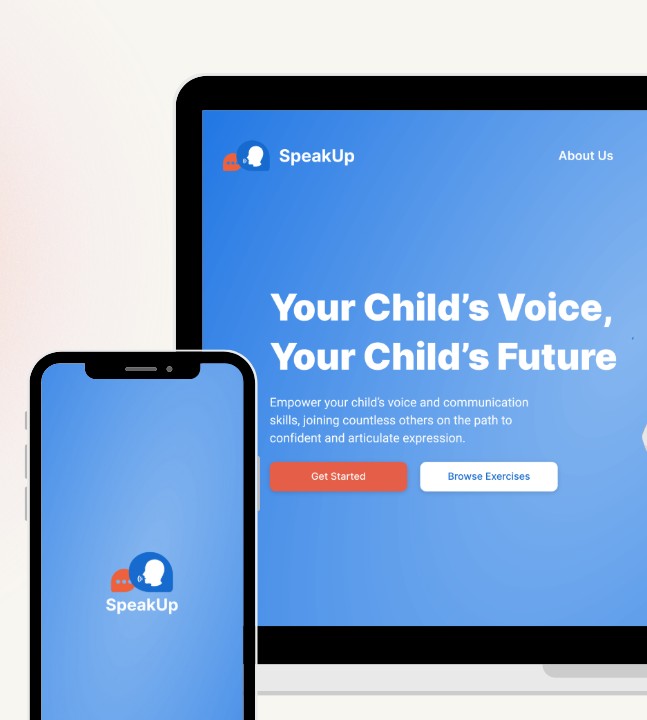 SpeakUp
About Us
Your Child's Voice,
Your Child's Future
Empower your child's voice and communication
skills, joining countless others on the path to
confident and articulate expression.
Get Started
Browse Exercises
SpeakUp